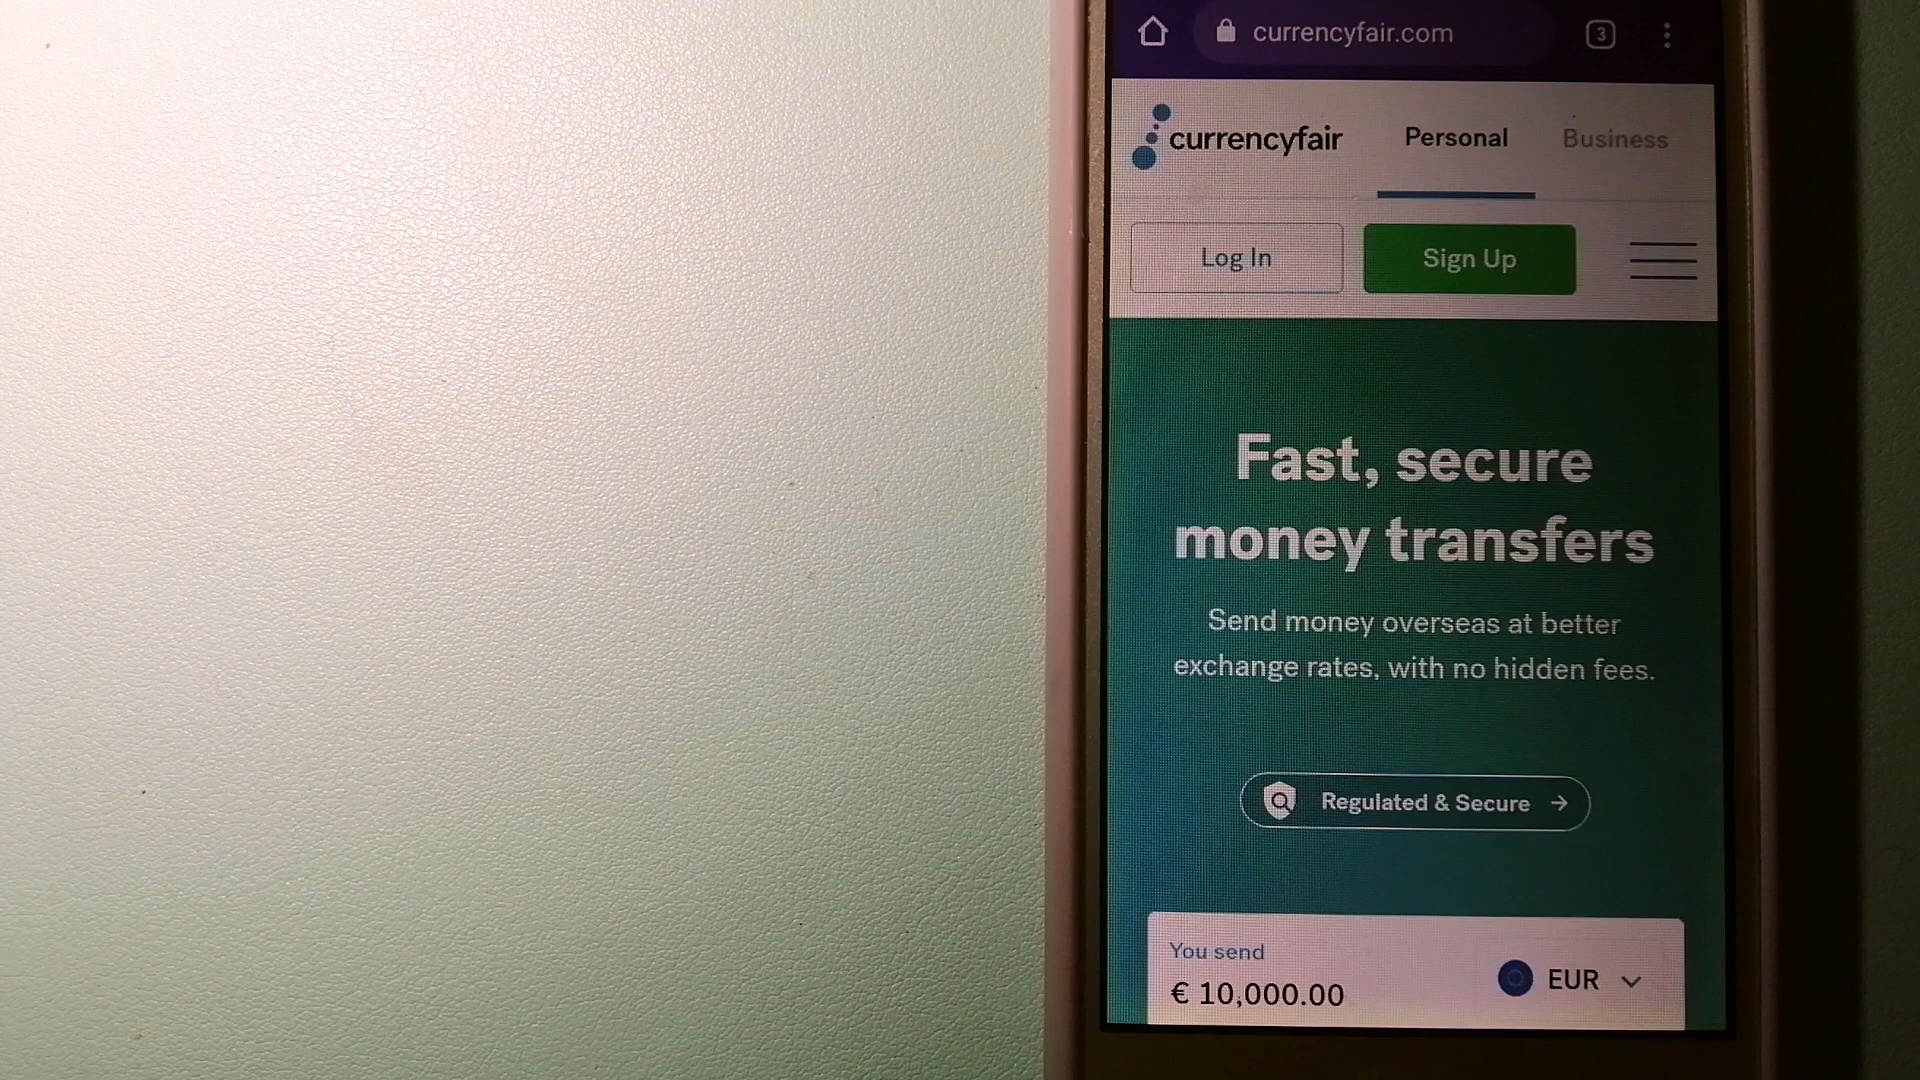 currencyfair.com
3
currencyfair
Personal
Business
Log In
Sign Up
Fast, secure
money transfers
Send money overseas at better
exchange rates, with no hidden fees.
Regulated & Secure →
You send
€ 10,000.00
EUR